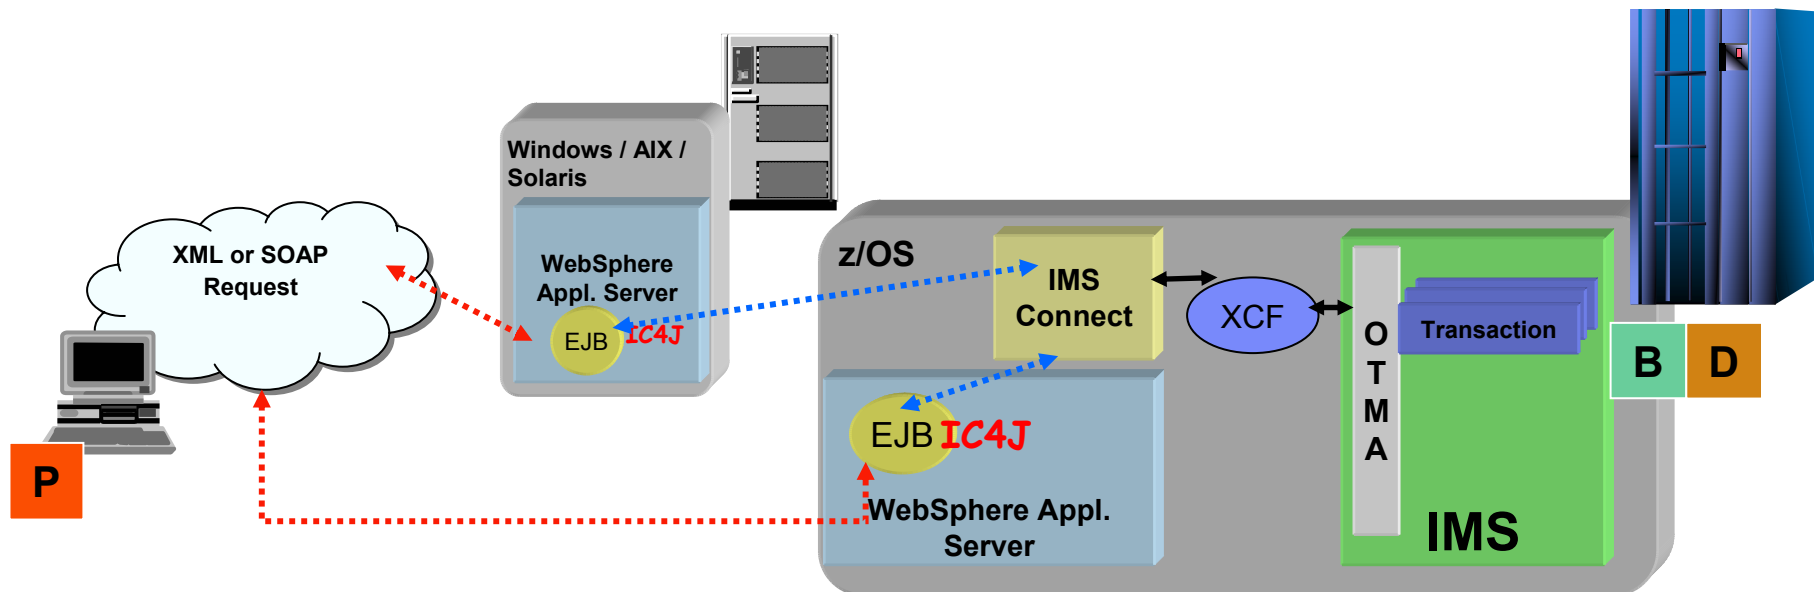 XML or SOAP
Request
P
Windows / AIX /
Solaris
WebSphere
Appl. Server
EJB
IC4J
z/OS
IMS
Connect
XCF
EJB
IC4J
WebSphere Appl.
Server
O
T
M
A
Transaction
IMS
B
D